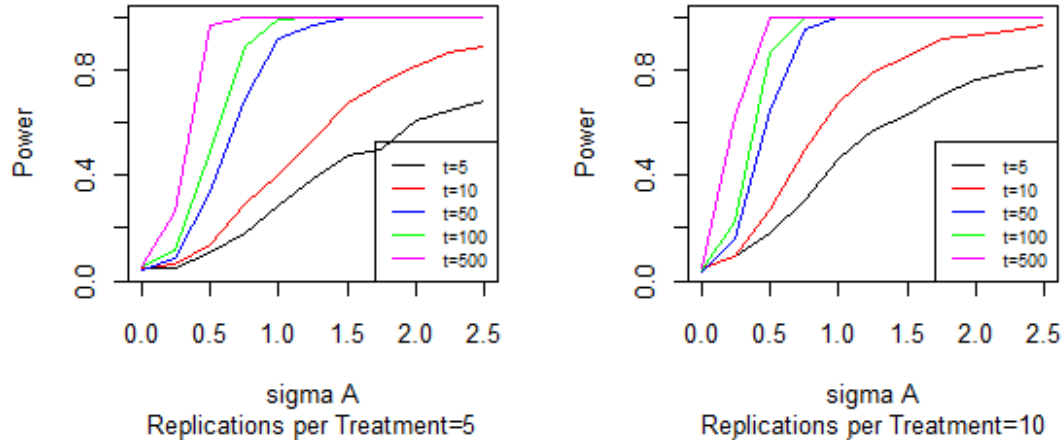 Power
0.0 0.4 0.8
t=5
t=10
t=50
t=100
t=500
0.0 0.5 1.0 1.5 2.0 2.5
sigma A
Replications per Treatment=5
Power
0.0 0.4 0.8
t=5
t=10
t=50
t=100
t=500
0.0 0.5 1.0 1.5 2.0 2.5
sigma A
Replications per Treatment=10